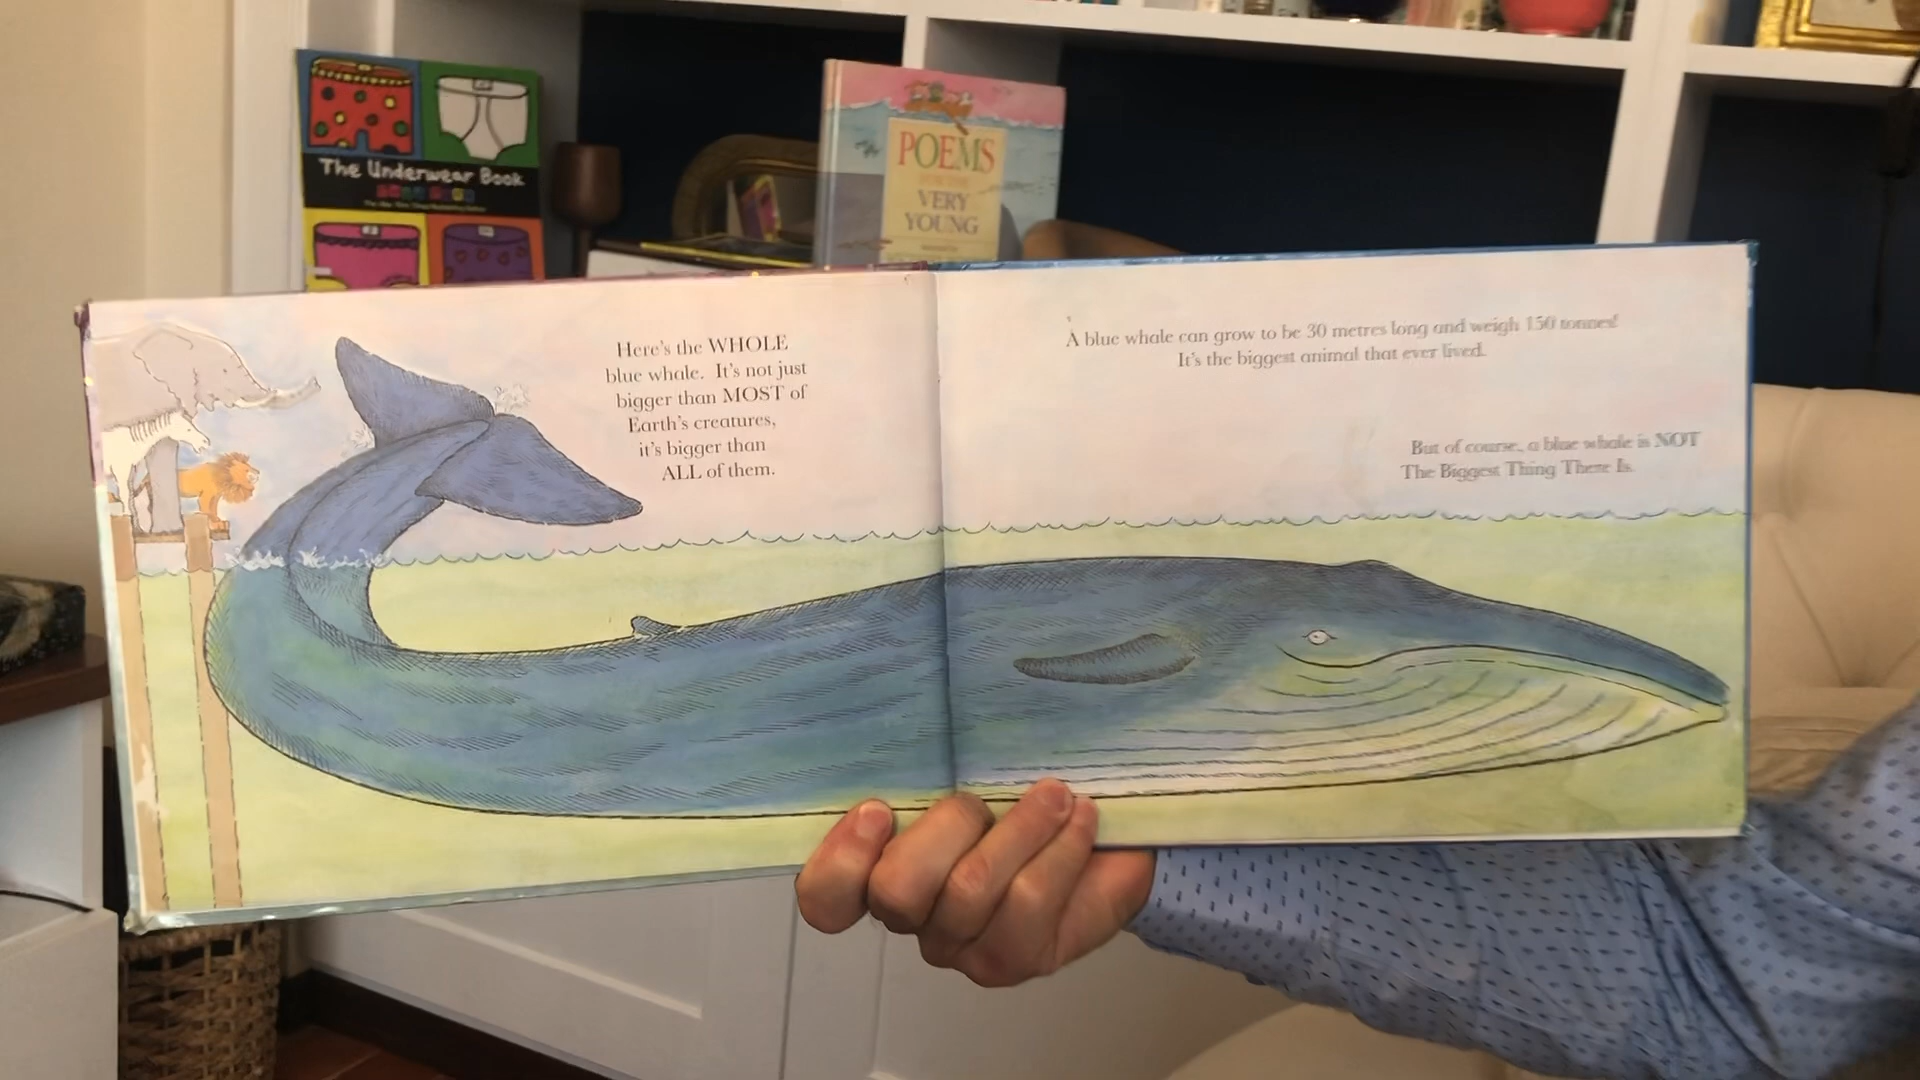 The Underwear Book
POEMS
VERY
YOUNG
Here's the WHOLE
blue whale. It's not just
bigger than MOST of
Earth's creatures,
it's bigger than
ALL of them.
A blue whale can grow to be 30 metres long and weigh 150 tonnes!
It's the biggest animal that ever lived.
But of course, a blue whale is NOT
The Biggest Thing There Is.